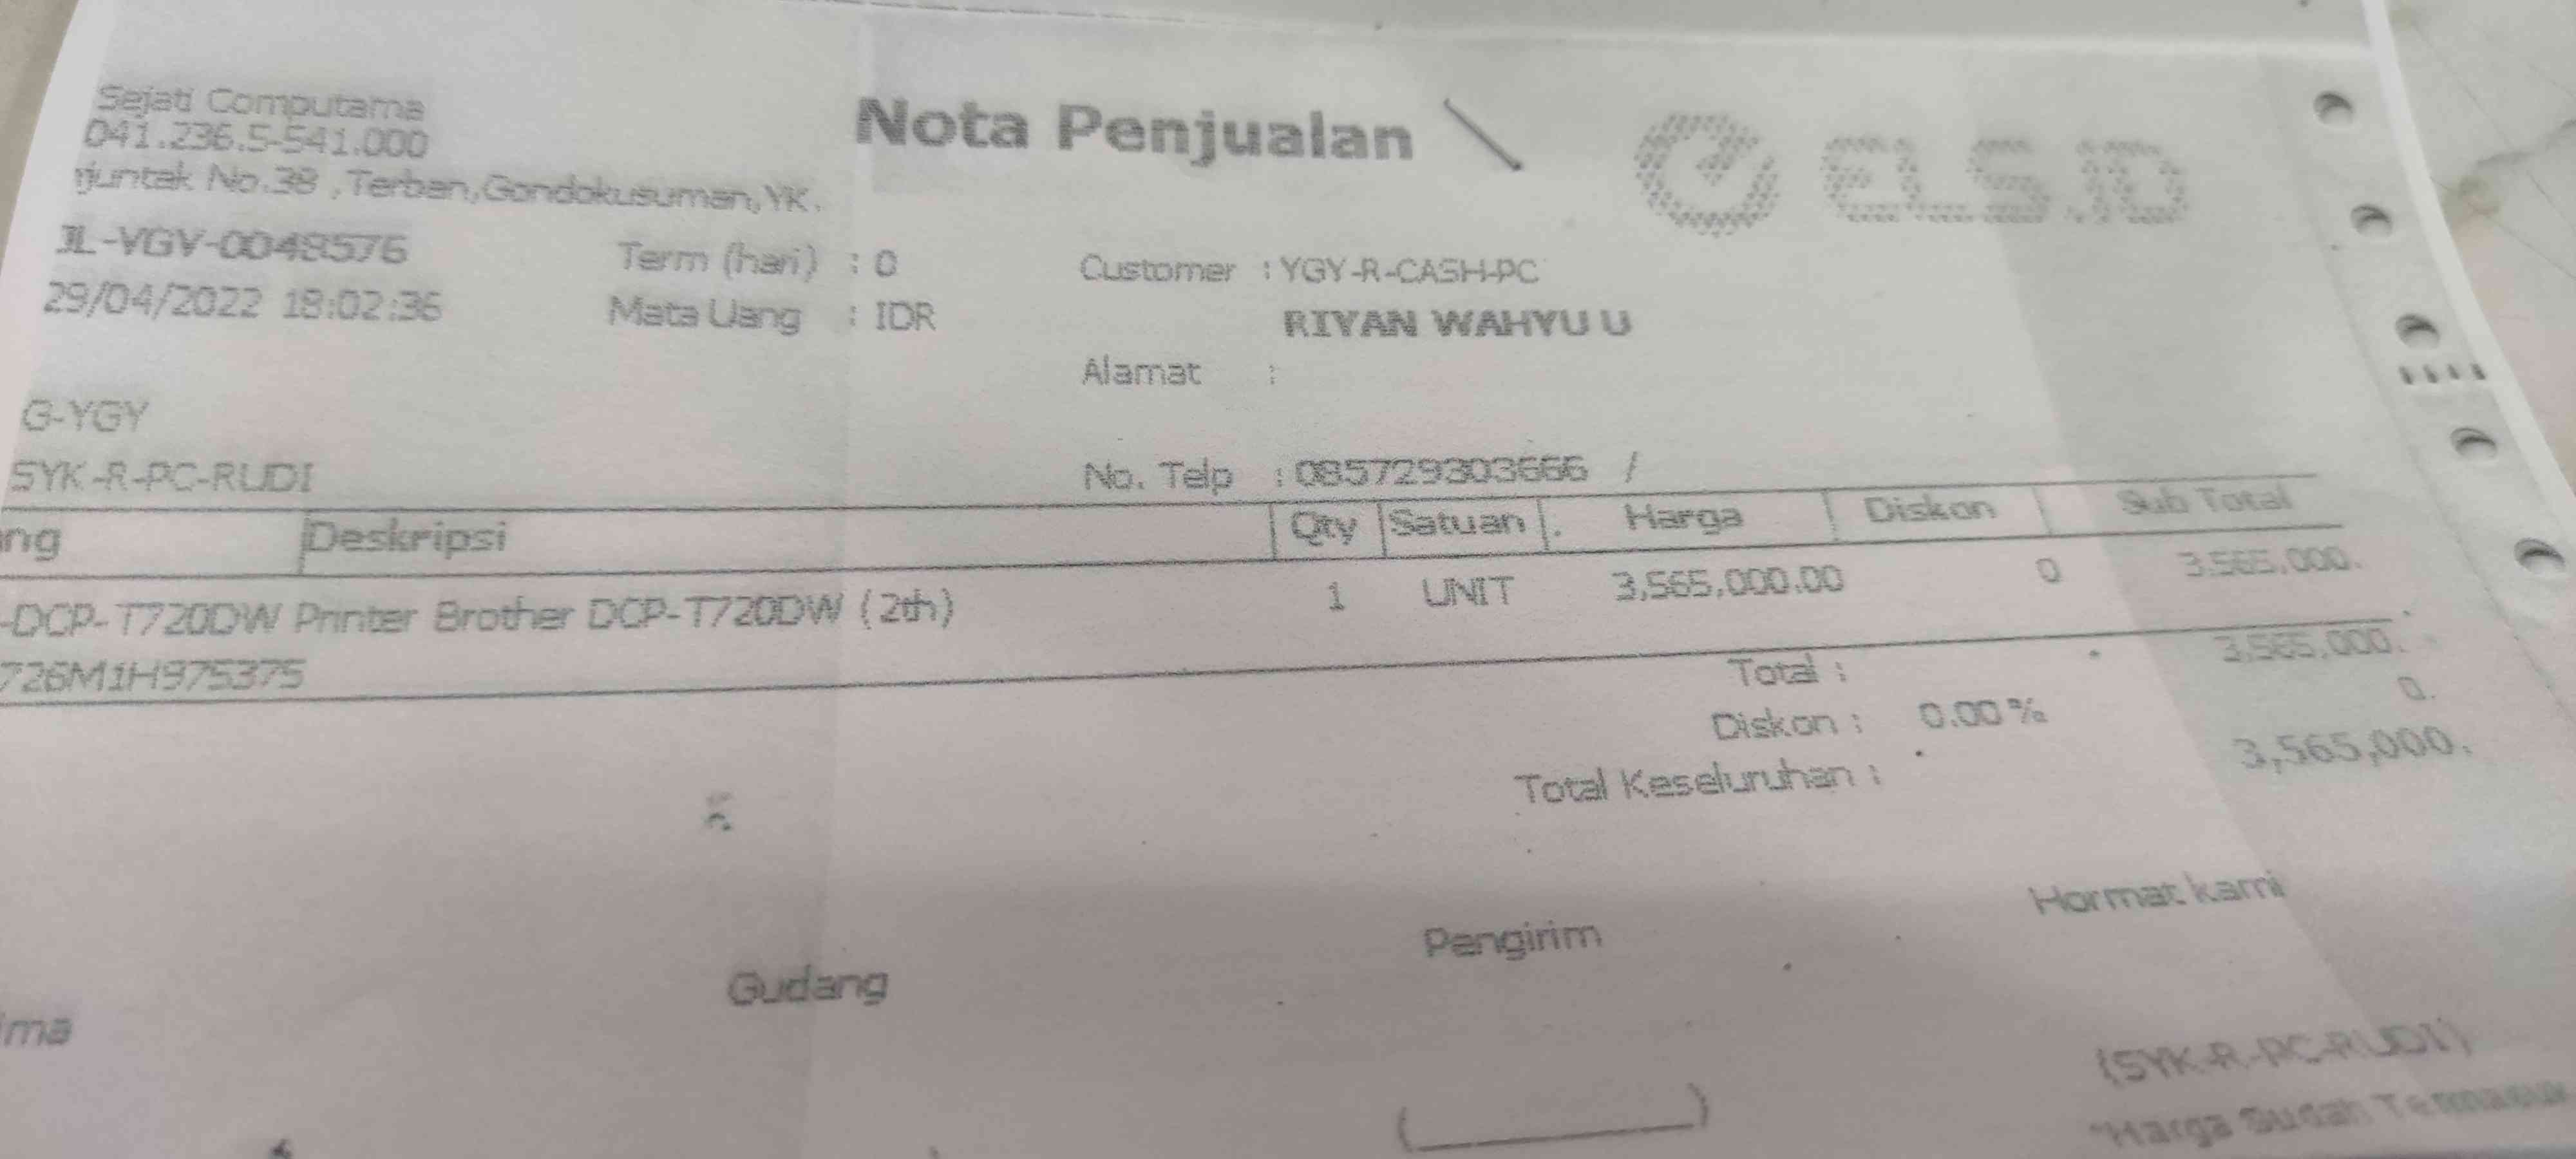 Sejati Computama
Nota Penjualan
041.236.5-541.000
els.ID
njuntak No.38 ,Terban,Gondokusuman,YK.
JL-VGV-0048576
Term (hari) : 0
Customer : YGY-R-CASH-PC
29/04/2022 18:02:36
Mata Uang : IDR
RIYAN WAHYU U
Alamat :
G-YGY
SYK-R-PC-RUDI
No. Telp : 085729303666 /
ng Deskripsi Qty Satuan Harga Diskon Sub Total
-DCP-T720DW Printer Brother DCP-T720DW (2th) 1 UNIT 3,565,000.00 0 3,565,000.
726M1H975375
Total : 3,565,000.
Diskon : 0.00 % 0.
Total Keseluruhan : 3,565,000.
ima Gudang Pengirim Hormat kami
(SYK-R-PC-RUDI)
*Harga Sudah Termasuk